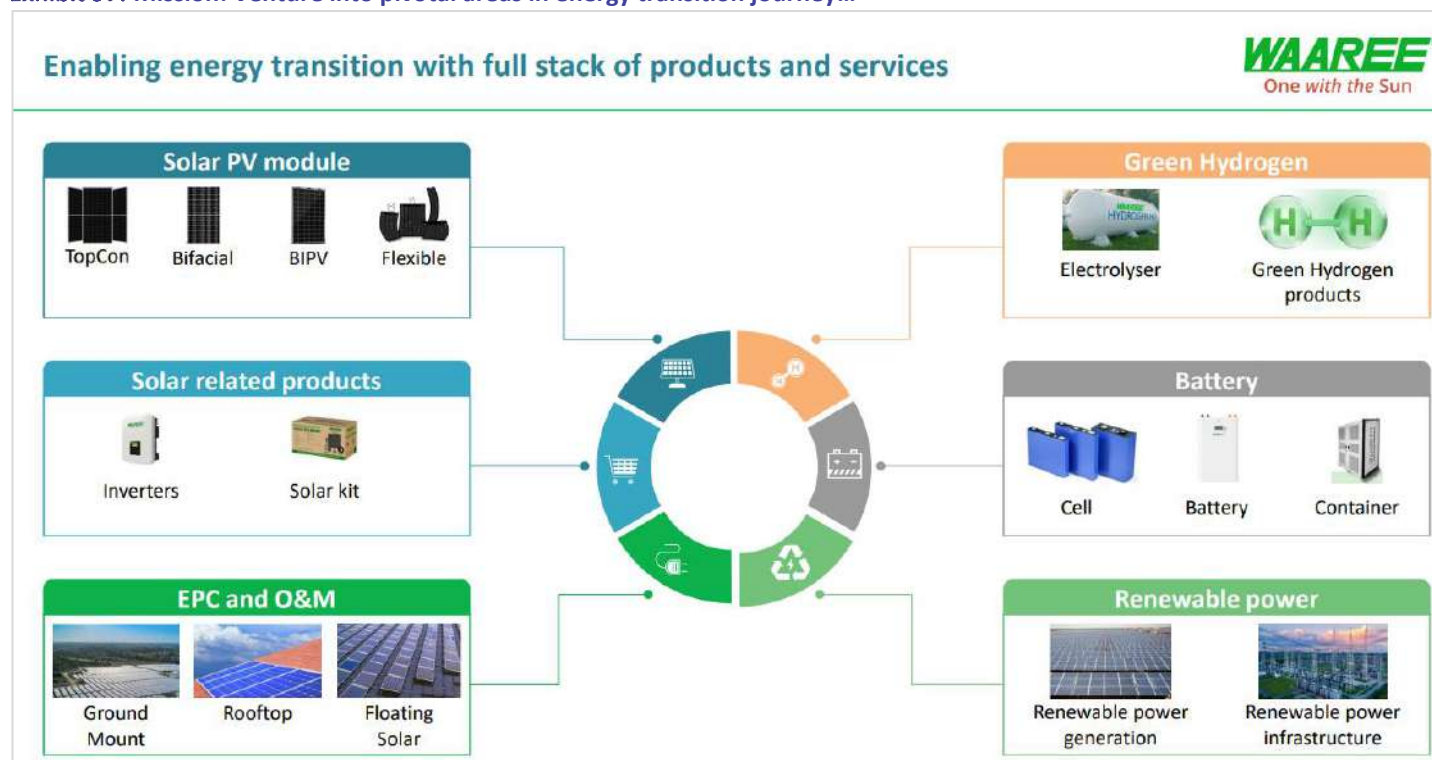 Enabling energy transition with full stack of products and services
WAAREE
One with the Sun
Solar PV module
TopCon
Bifacial
BIPV
Flexible
Solar related products
Inverters
Solar kit
EPC and O&M
Ground
Mount
Rooftop
Floating
Solar
Green Hydrogen
WAAREE
HYDROGEN
Electrolyser
H
H
Green Hydrogen
products
Battery
Cell
Battery
Container
Renewable power
Renewable power
generation
Renewable power
infrastructure